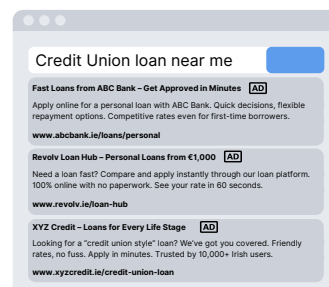 Credit Union loan near me
Fast Loans from ABC Bank – Get Approved in Minutes AD
Apply online for a personal loan with ABC Bank. Quick decisions, flexible
repayment options. Competitive rates even for first-time borrowers.
www.abcbank.ie/loans/personal
Revolv Loan Hub – Personal Loans from €1,000 AD
Need a loan fast? Compare and apply instantly through our loan platform.
100% online with no paperwork. See your rate in 60 seconds.
www.revolv.ie/loan-hub
XYZ Credit – Loans for Every Life Stage AD
Looking for a “credit union style” loan? We’ve got you covered. Friendly
rates, no fuss. Apply in minutes. Trusted by 10,000+ Irish users.
www.xyzcredit.ie/credit-union-loan